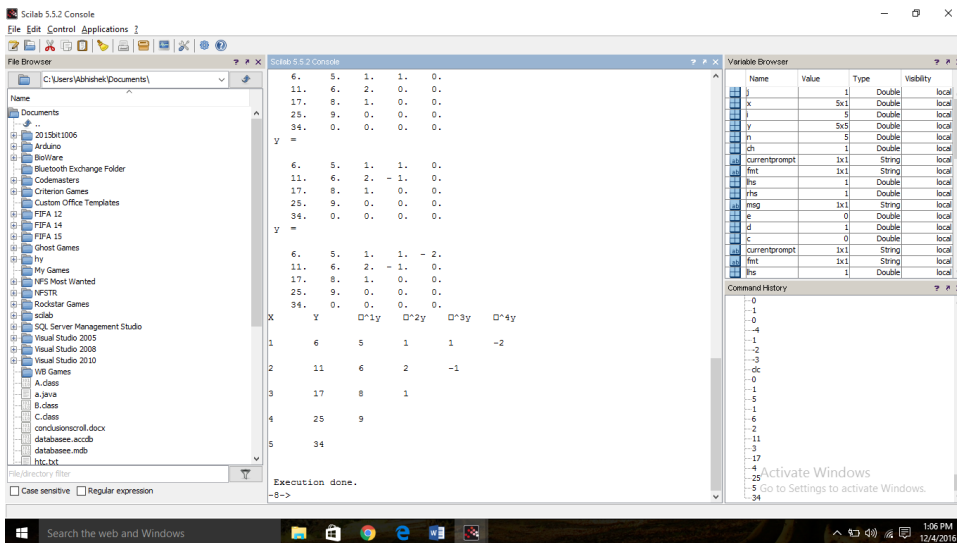 Scilab 5.5.2 Console
File Edit Control Applications ?
File Browser
C:\Users\Abhishek\Documents\
Name
Documents
..
2015bit1006
Arduino
BioWare
Bluetooth Exchange Folder
Codemasters
Criterion Games
Custom Office Templates
FIFA 12
FIFA 14
FIFA 15
Ghost Games
hy
My Games
NFS Most Wanted
NFSTR
Rockstar Games
scilab
SQL Server Management Studio
Visual Studio 2005
Visual Studio 2008
Visual Studio 2010
WB Games
A.class
a.java
B.class
C.class
conclusionscroll.docx
databasee.accdb
databasee.mdb
htc.txt
File/directory filter
Case sensitive Regular expression
Scilab 5.5.2 Console
6. 5. 1. 1. 0.
11. 6. 2. 0. 0.
17. 8. 1. 0. 0.
25. 9. 0. 0. 0.
34. 0. 0. 0. 0.
y =
6. 5. 1. 1. 0.
11. 6. 2. - 1. 0.
17. 8. 1. 0. 0.
25. 9. 0. 0. 0.
34. 0. 0. 0. 0.
y =
6. 5. 1. 1. - 2.
11. 6. 2. - 1. 0.
17. 8. 1. 0. 0.
25. 9. 0. 0. 0.
34. 0. 0. 0. 0.
X Y □^1y □^2y □^3y □^4y
1 6 5 1 1 -2
2 11 6 2 -1
3 17 8 1
4 25 9
5 34
Execution done.
-8->
Variable Browser
Name Value Type Visibility
j 1 Double local
x 5x1 Double local
i 5 Double local
y 5x5 Double local
n 5 Double local
ch 1 Double local
currentprompt 1x1 String local
fmt 1x1 String local
lhs 1 Double local
rhs 1 Double local
msg 1x1 String local
e 0 Double local
d 1 Double local
c 0 Double local
currentprompt 1x1 String local
fmt 1x1 String local
lhs 1 Double local
Command History
0
1
0
-4
1
-2
-3
dc
0
1
5
1
6
2
11
3
17
4
25
5
34
Activate Windows
Go to Settings to activate Windows.
Search the web and Windows
1:06 PM
12/4/2016